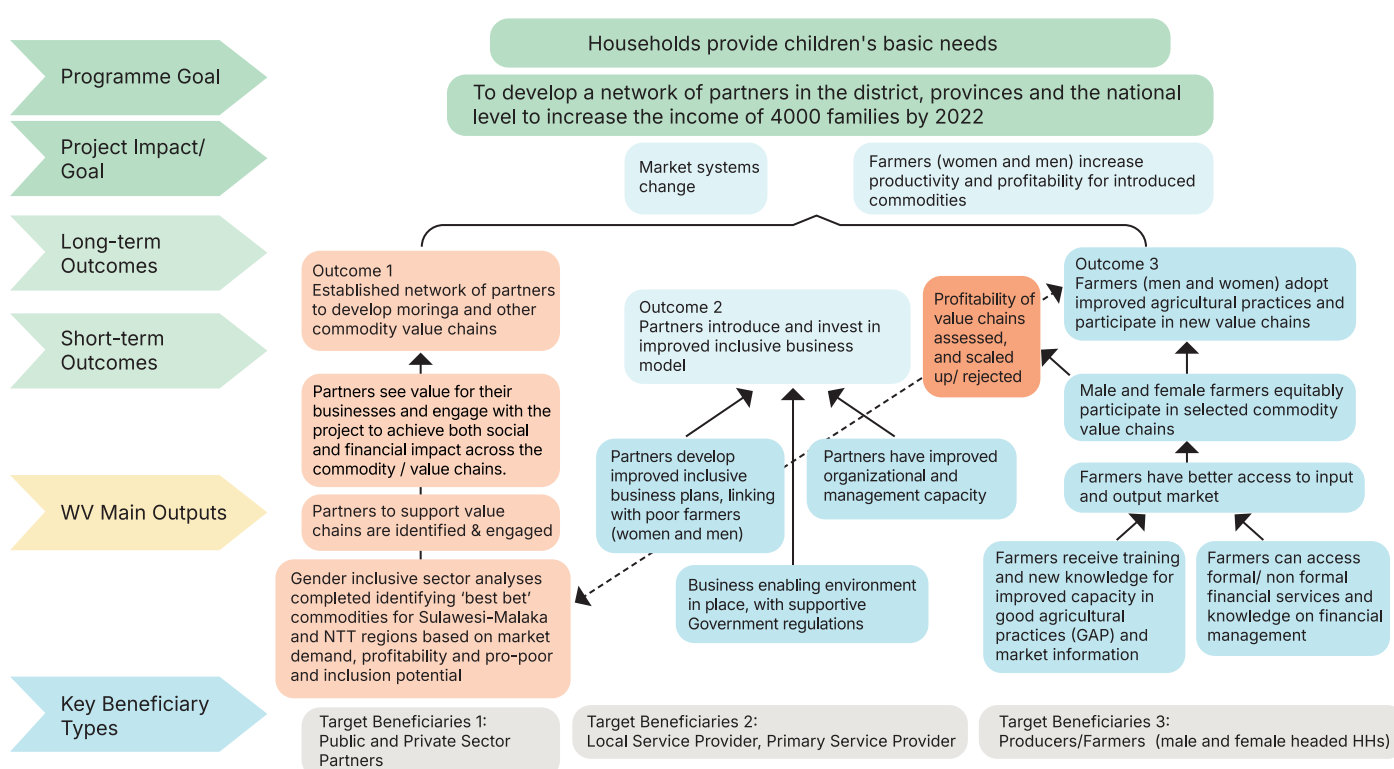 Programme Goal
Households provide children's basic needs
To develop a network of partners in the district, provinces and the national
level to increase the income of 4000 families by 2022
Project Impact/
Goal
Market systems
change
Farmers (women and men) increase
productivity and profitability for introduced
commodities
Long-term
Outcomes
Short-term
Outcomes
Outcome 1
Established network of partners
to develop moringa and other
commodity value chains
Outcome 2
Partners introduce and invest in
improved inclusive business
model
Profitability of
value chains
assessed,
and scaled
up/ rejected
Outcome 3
Farmers (men and women) adopt
improved agricultural practices and
participate in new value chains
Partners see value for their
businesses and engage with the
project to achieve both social
and financial impact across the
commodity / value chains.
Male and female farmers equitably
participate in selected commodity
value chains
WV Main Outputs
Partners to support value
chains are identified & engaged
Partners develop
improved inclusive
business plans, linking
with poor farmers
(women and men)
Partners have improved
organizational and
management capacity
Farmers have better access to input
and output market
Gender inclusive sector analyses
completed identifying ‘best bet’
commodities for Sulawesi-Malaka
and NTT regions based on market
demand, profitability and pro-poor
and inclusion potential
Business enabling environment
in place, with supportive
Government regulations
Farmers receive training
and new knowledge for
improved capacity in
good agricultural
practices (GAP) and
market information
Farmers can access
formal/ non formal
financial services and
knowledge on financial
management
Key Beneficiary
Types
Target Beneficiaries 1:
Public and Private Sector
Partners
Target Beneficiaries 2:
Local Service Provider, Primary Service Provider
Target Beneficiaries 3:
Producers/Farmers (male and female headed HHs)